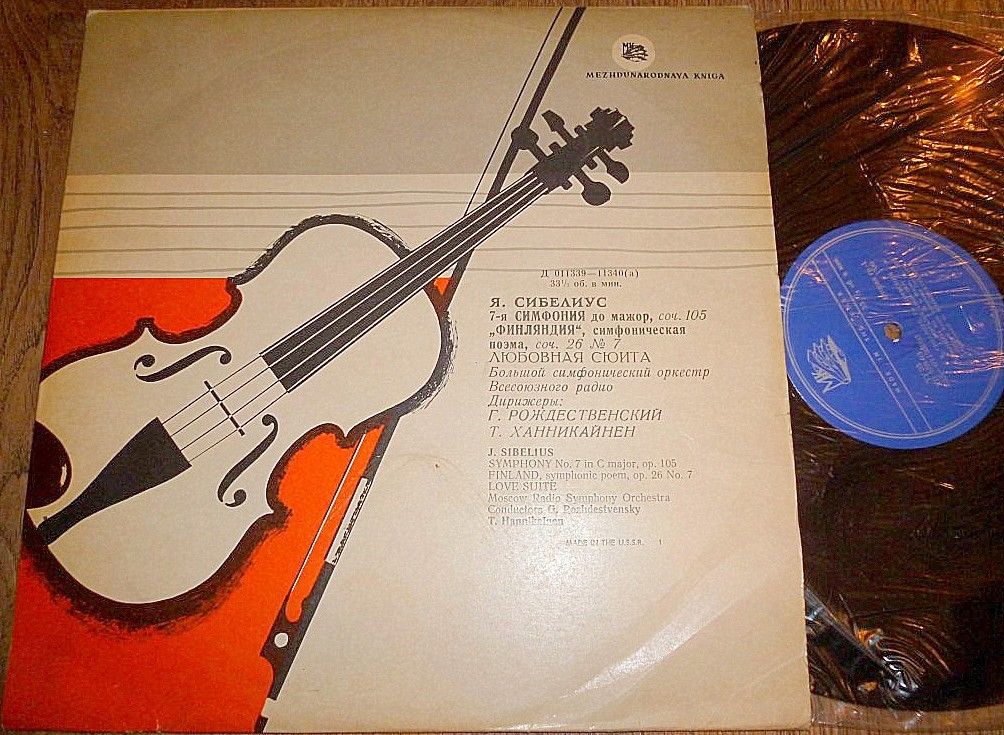 MEZHDUNARODNAYA KNIGA
Д 011339—11340(а)
33⅓ об. в мин.
Я. СИБЕЛИУС
7-я СИМФОНИЯ до мажор, соч. 105
„ФИНЛЯНДИЯ“, симфоническая
поэма, соч. 26 № 7
ЛЮБОВНАЯ СЮИТА
Большой симфонический оркестр
Всесоюзного радио
Дирижеры:
Г. РОЖДЕСТВЕНСКИЙ
Т. ХАННИКАЙНЕН
J. SIBELIUS
SYMPHONY No. 7 in C major, op. 105
FINLAND, symphonic poem, op. 26 No. 7
LOVE SUITE
Moscow Radio Symphony Orchestra
Conductors G. Rozhdestvensky
T. Hannikainen
MADE IN THE U.S.S.R. 1